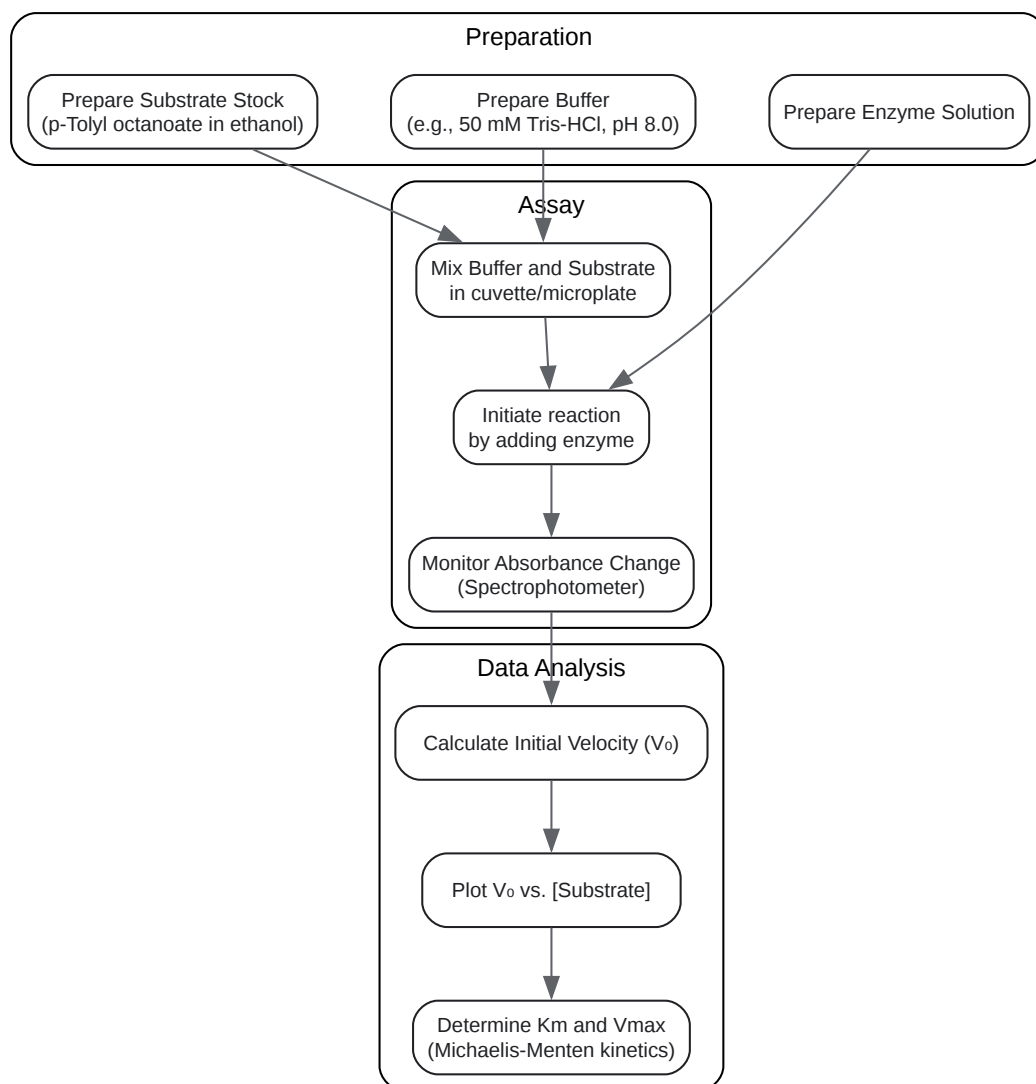 Preparation
Prepare Substrate Stock
(p-Tolyl octanoate in ethanol)
Prepare Buffer
(e.g., 50 mM Tris-HCl, pH 8.0)
Prepare Enzyme Solution
Assay
Mix Buffer and Substrate
in cuvette/microplate
Initiate reaction
by adding enzyme
Monitor Absorbance Change
(Spectrophotometer)
Data Analysis
Calculate Initial Velocity (V₀)
Plot V₀ vs. [Substrate]
Determine Km and Vmax
(Michaelis-Menten kinetics)